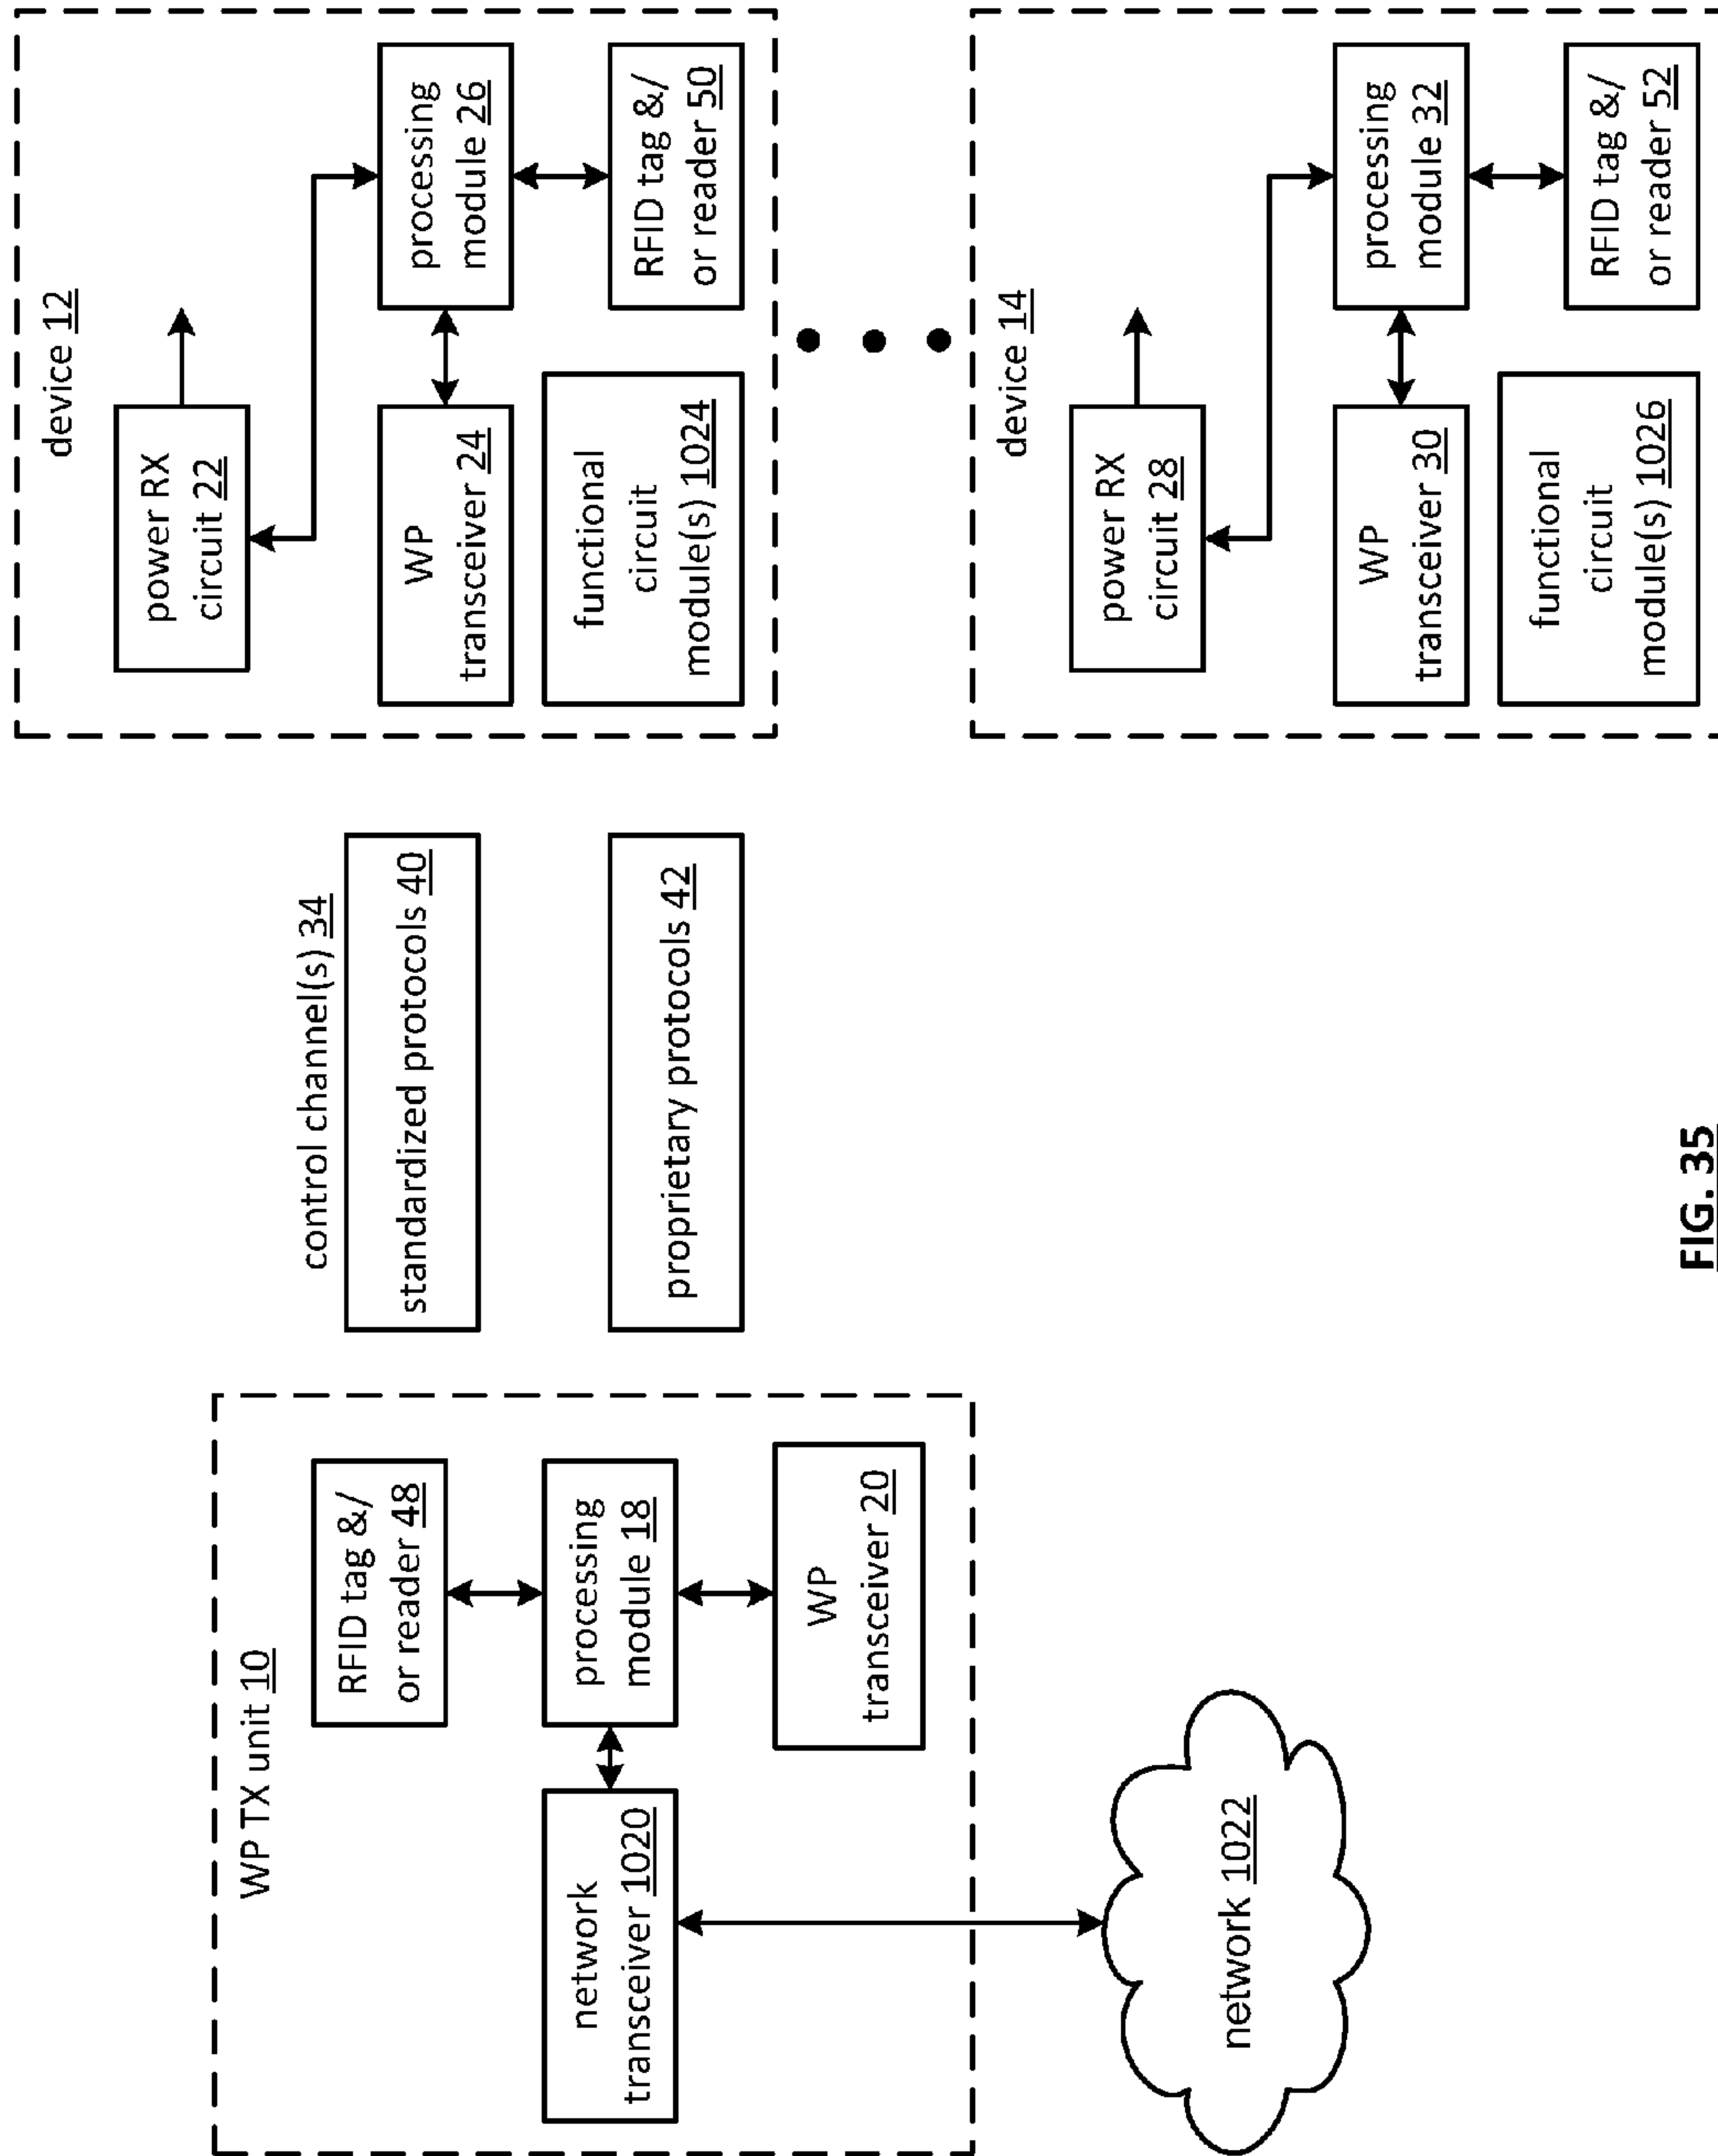 WP TX unit 10
RFID tag &/
or reader 48
network
transceiver 1020
processing
module 18
WP
transceiver 20
network 1022
control channel(s) 34
standardized protocols 40
proprietary protocols 42
device 12
power RX
circuit 22
WP
transceiver 24
processing
module 26
functional
circuit
module(s) 1024
RFID tag &/
or reader 50
device 14
power RX
circuit 28
WP
transceiver 30
processing
module 32
functional
circuit
module(s) 1026
RFID tag &/
or reader 52
FIG. 35